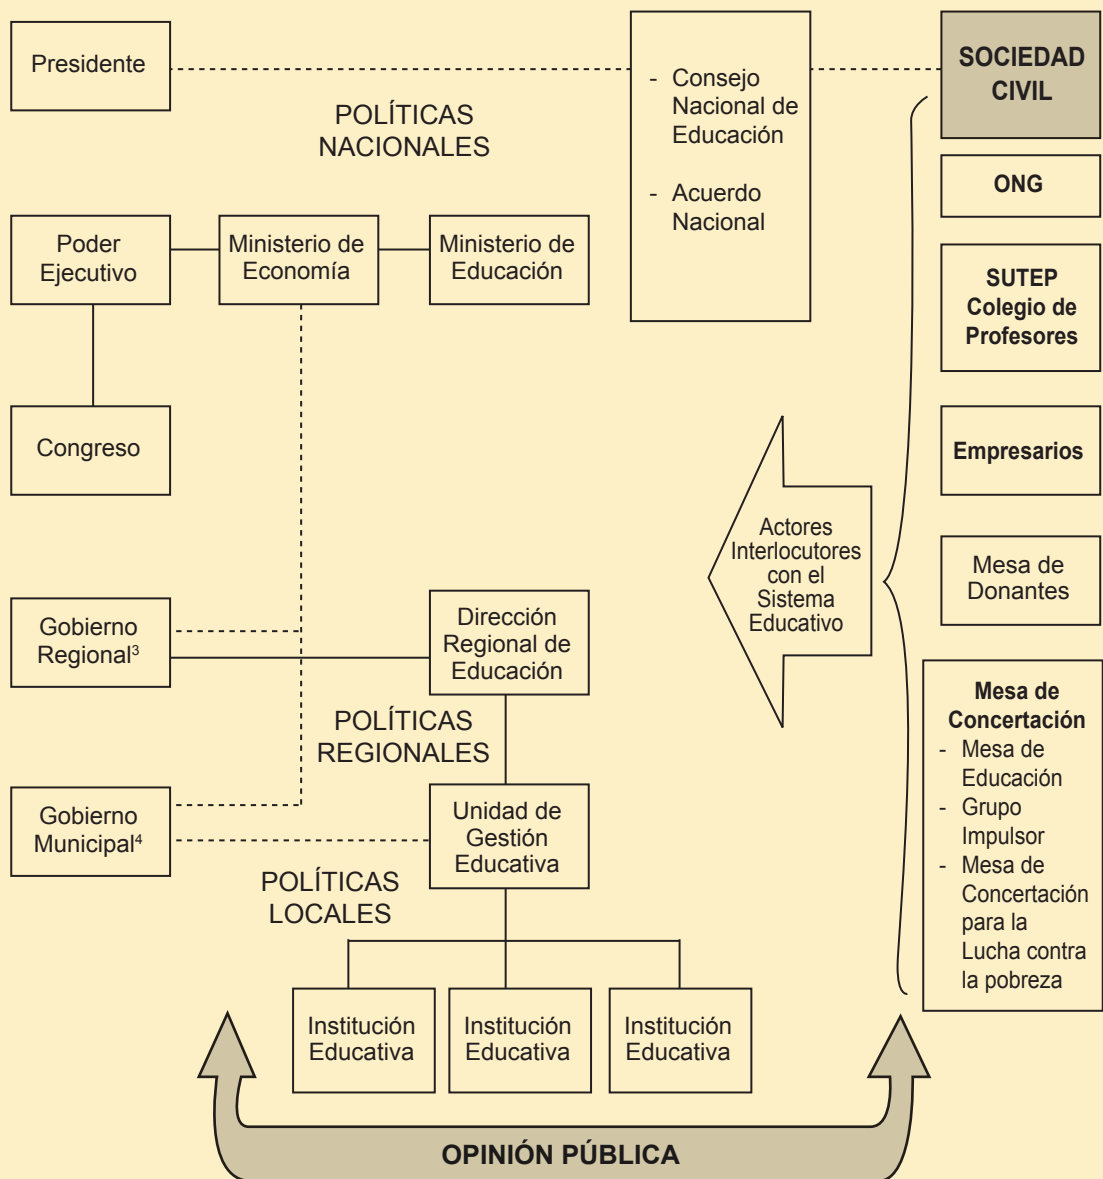 Presidente
POLÍTICAS
NACIONALES
- Consejo
Nacional de
Educación
- Acuerdo
Nacional
SOCIEDAD
CIVIL
ONG
SUTEP
Colegio de
Profesores
Empresarios
Mesa de
Donantes
Mesa de
Concertación
- Mesa de
Educación
- Grupo
Impulsor
- Mesa de
Concertación
para la
Lucha contra
la pobreza
Poder
Ejecutivo
Ministerio de
Economía
Ministerio de
Educación
Congreso
Actores
Interlocutores
con el
Sistema
Educativo
Gobierno
Regional³
Dirección
Regional de
Educación
POLÍTICAS
REGIONALES
Gobierno
Municipal⁴
Unidad de
Gestión
Educativa
POLÍTICAS
LOCALES
Institución
Educativa
Institución
Educativa
Institución
Educativa
OPINIÓN PÚBLICA